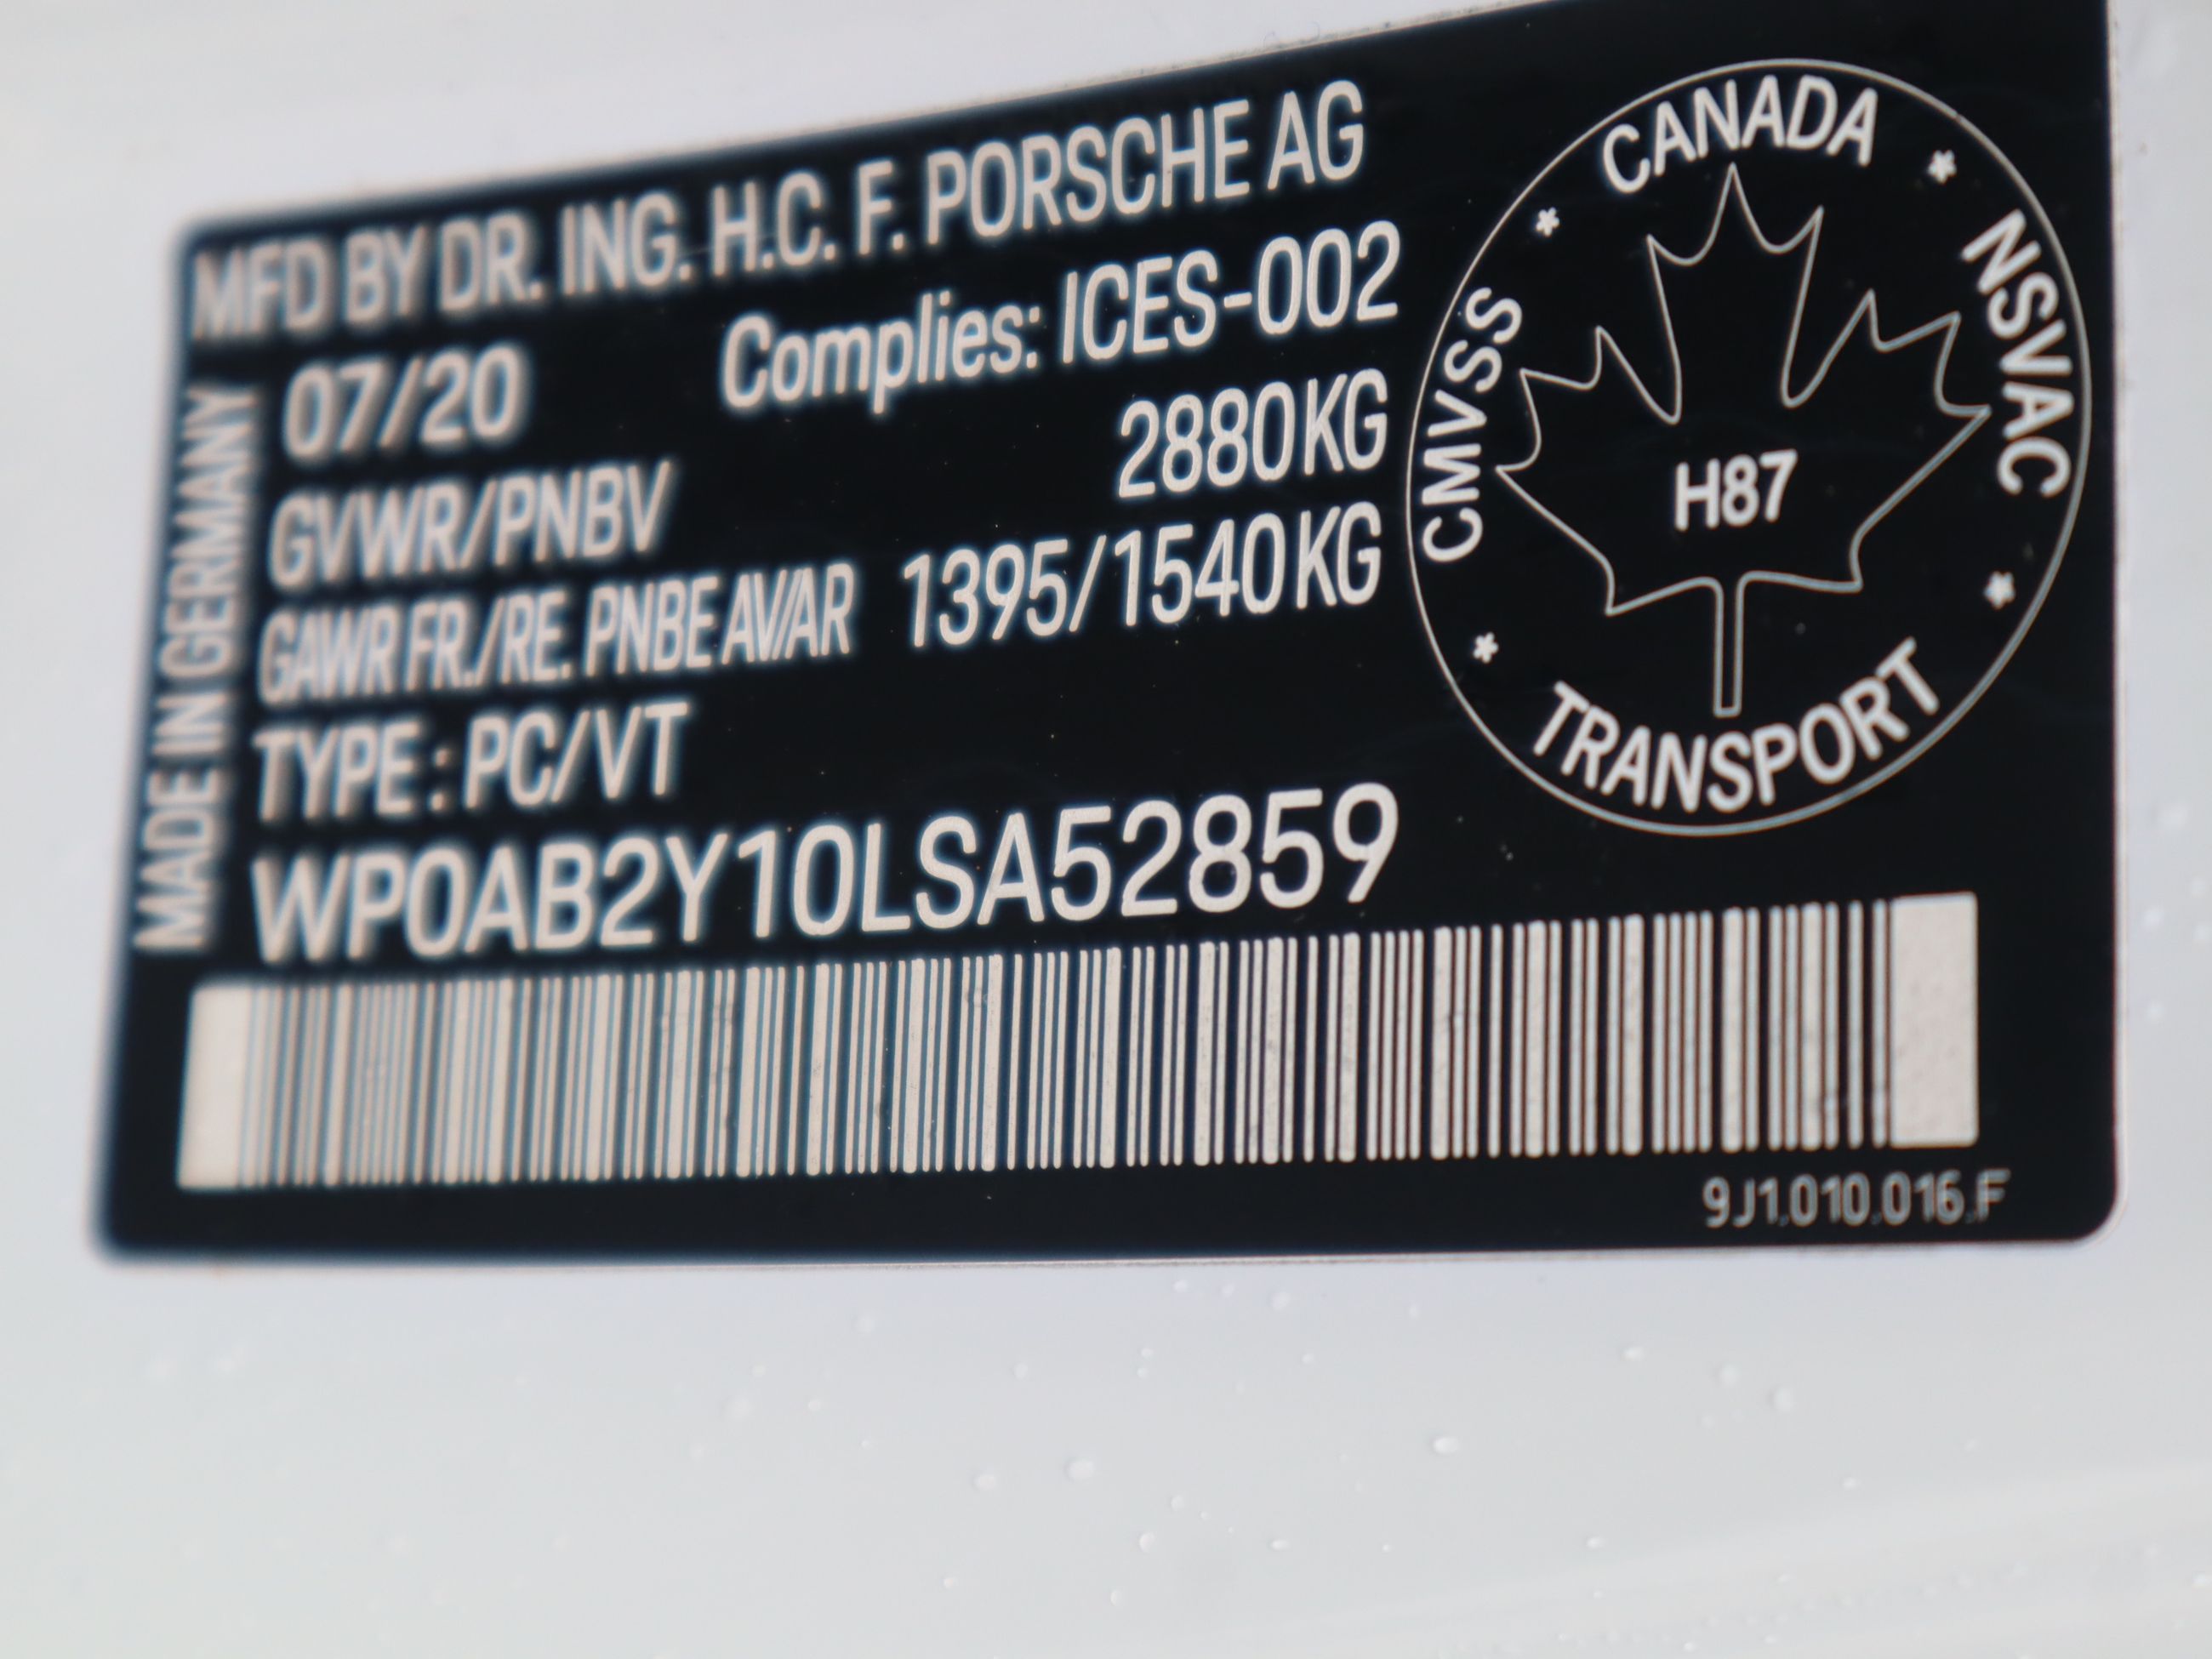 MFD BY DR. ING. H.C. F. PORSCHE AG
07/20 Complies: ICES-002
GVWR/PNBV 2880KG
GAWR FR./RE. PNBE AV/AR 1395/1540KG
TYPE : PC/VT
WP0AB2Y10LSA52859
MADE IN GERMANY
CANADA
NSVAC
TRANSPORT
CMVSS
H87
9J1.010.016.F